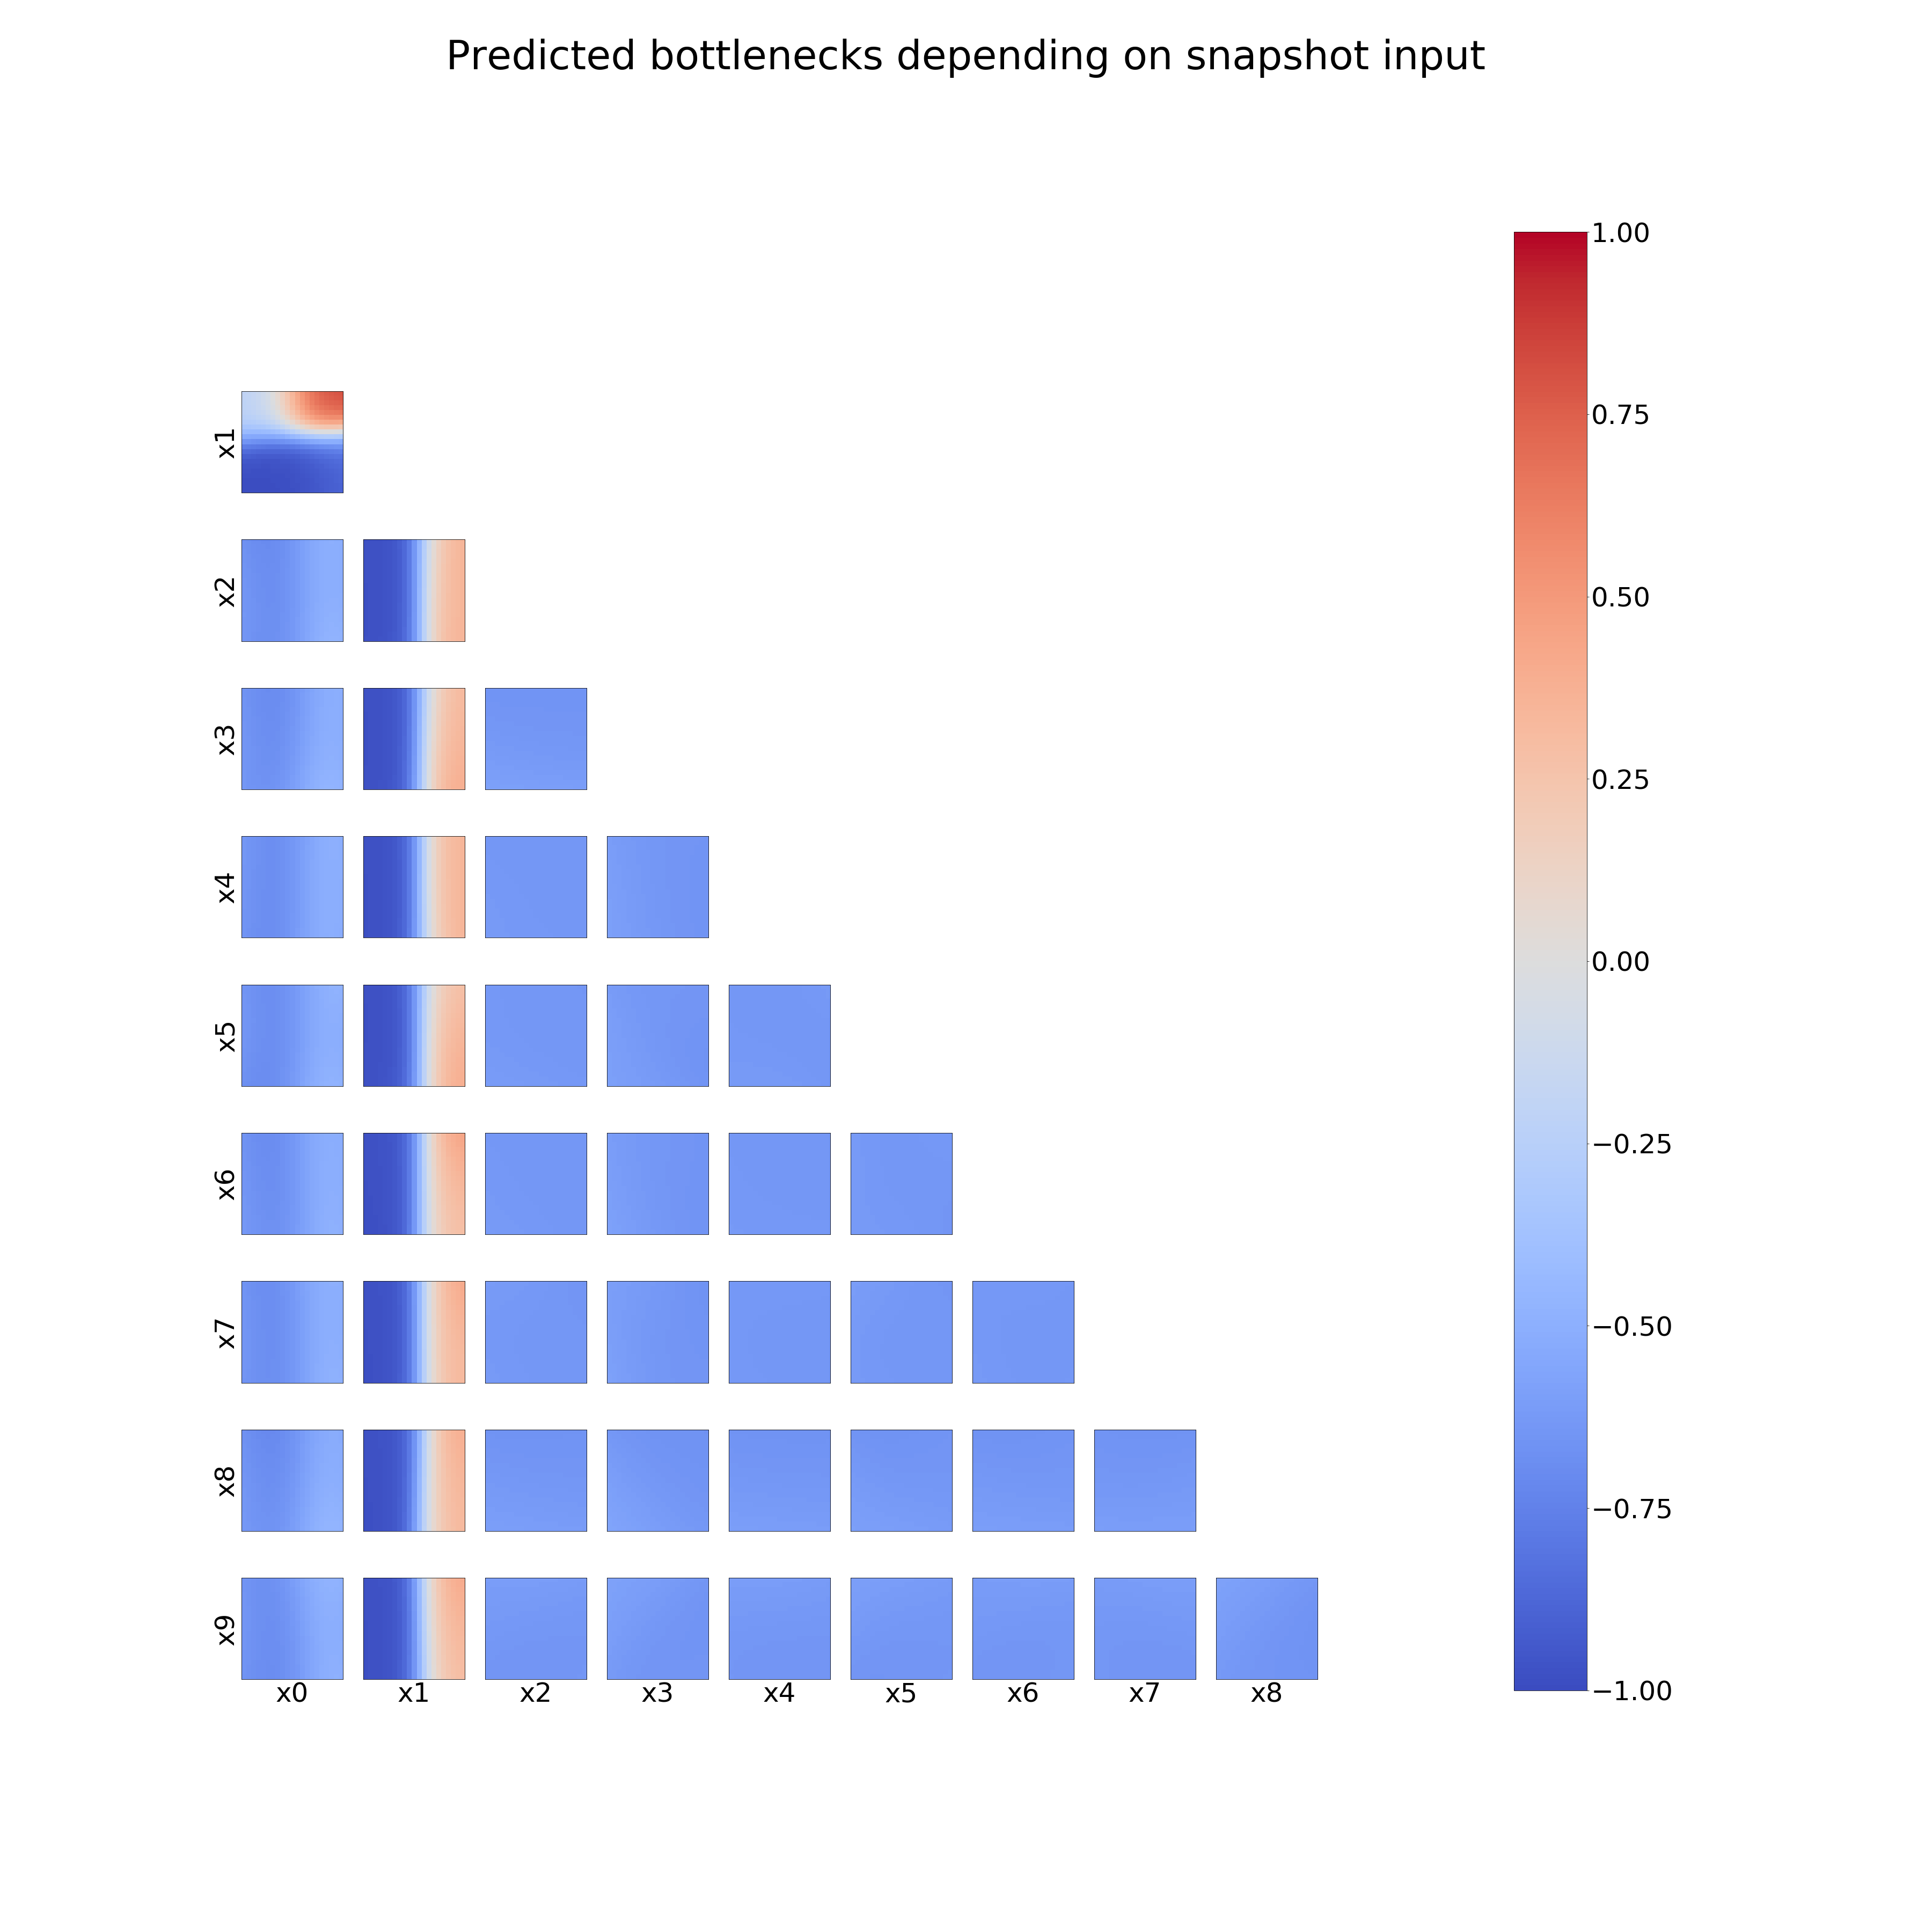 Predicted bottlenecks depending on snapshot input
1.00
0.75
0.50
0.25
0.00
−0.25
−0.50
−0.75
−1.00
x1
x2
x3
x4
x5
x6
x7
x8
x9
x0 x1 x2 x3 x4 x5 x6 x7 x8